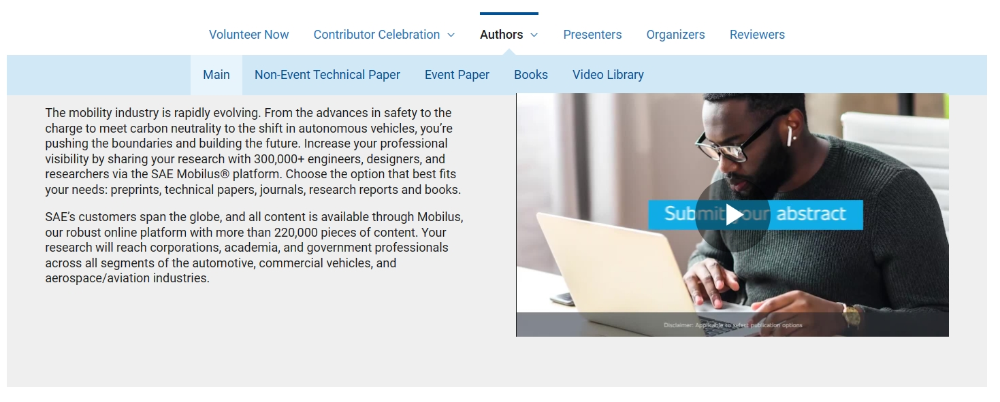 Volunteer Now Contributor Celebration Authors Presenters Organizers Reviewers
Main Non-Event Technical Paper Event Paper Books Video Library
The mobility industry is rapidly evolving. From the advances in safety to the
charge to meet carbon neutrality to the shift in autonomous vehicles, you’re
pushing the boundaries and building the future. Increase your professional
visibility by sharing your research with 300,000+ engineers, designers, and
researchers via the SAE Mobilus® platform. Choose the option that best fits
your needs: preprints, technical papers, journals, research reports and books.
SAE’s customers span the globe, and all content is available through Mobilus,
our robust online platform with more than 220,000 pieces of content. Your
research will reach corporations, academia, and government professionals
across all segments of the automotive, commercial vehicles, and
aerospace/aviation industries.
Submit your abstract
Disclaimer: Applicable to select publication options